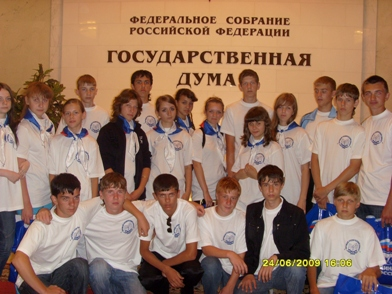 ФЕДЕРАЛЬНОЕ СОБРАНИЕ
РОССИЙСКОЙ ФЕДЕРАЦИИ
ГОСУДАРСТВЕННАЯ
ДУМА
24/06/2009 16:06